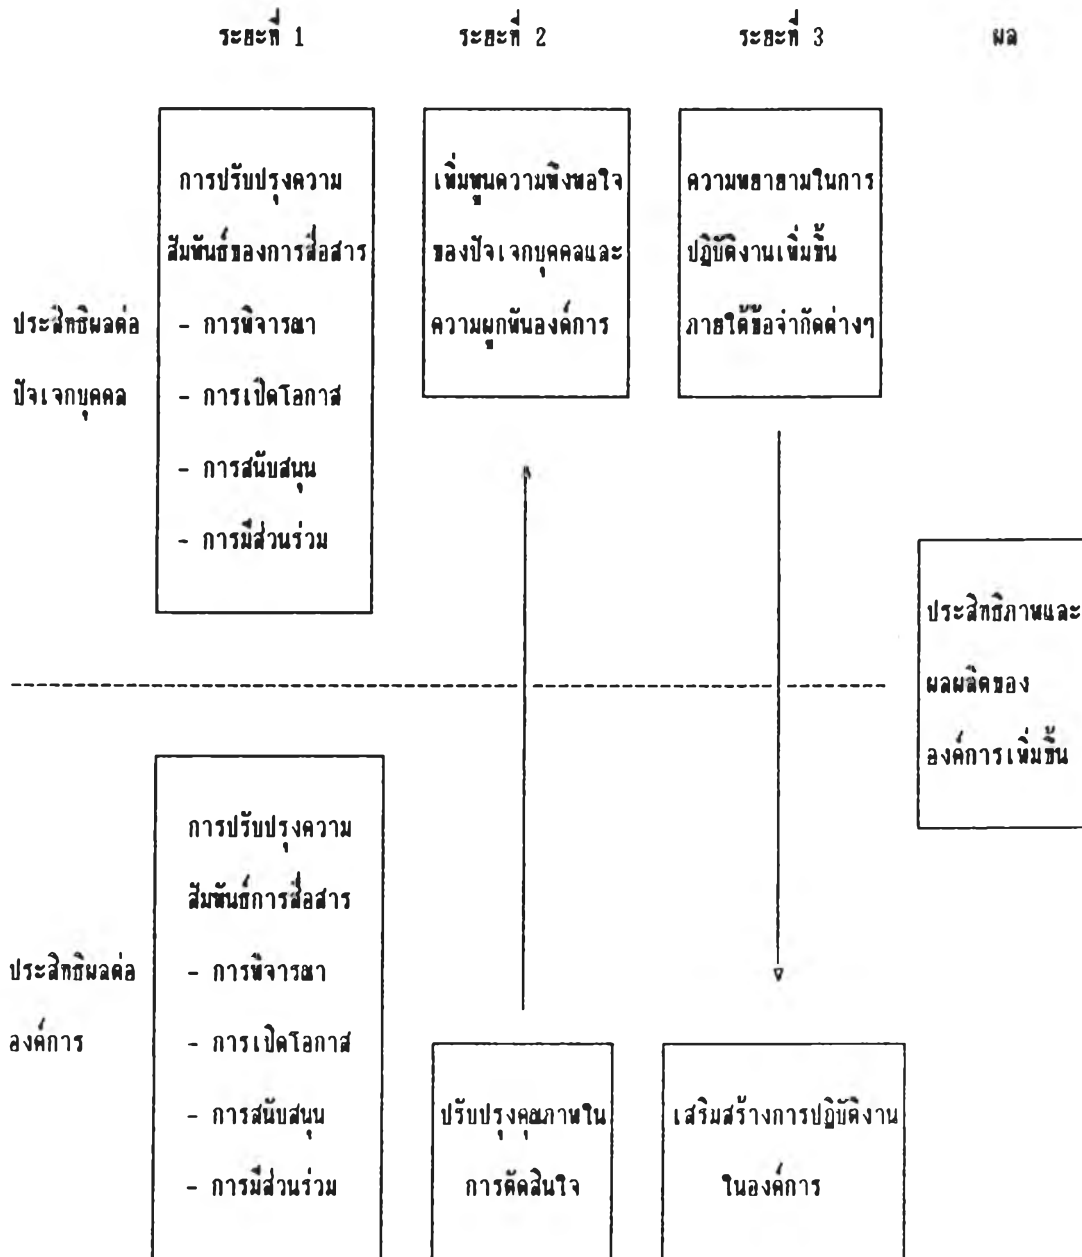 ระยะที่ 1 ระยะที่ 2 ระยะที่ 3 ผล
การปรับปรุงความ
สัมพันธ์ของการสื่อสาร
- การพิจารณา
- การเปิดโอกาส
- การสนับสนุน
- การมีส่วนร่วม
เพิ่มพูนความพึงพอใจ
ของปัจเจกบุคคลและ
ความผูกพันองค์การ
ความพยายามในการ
ปฏิบัติงานเพิ่มขึ้น
ภายใต้ข้อจำกัดต่างๆ
ประสิทธิผลต่อ
ปัจเจกบุคคล
ประสิทธิภาพและ
ผลผลิตของ
องค์การเพิ่มขึ้น
ประสิทธิผลต่อ
องค์การ
การปรับปรุงความ
สัมพันธ์การสื่อสาร
- การพิจารณา
- การเปิดโอกาส
- การสนับสนุน
- การมีส่วนร่วม
ปรับปรุงคุณภาพใน
การตัดสินใจ
เสริมสร้างการปฏิบัติงาน
ในองค์การ